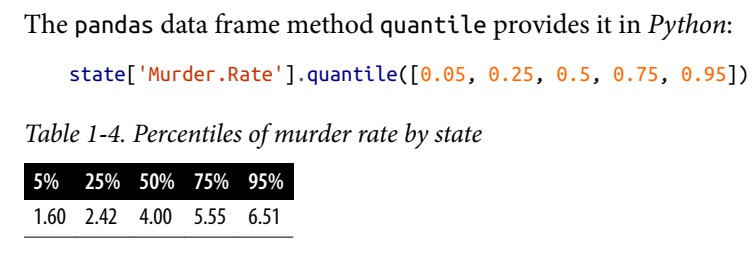 The pandas data frame method quantile provides it in Python:
state['Murder.Rate'].quantile([0.05, 0.25, 0.5, 0.75, 0.95])
Table 1-4. Percentiles of murder rate by state
5% 25% 50% 75% 95%
1.60 2.42 4.00 5.55 6.51